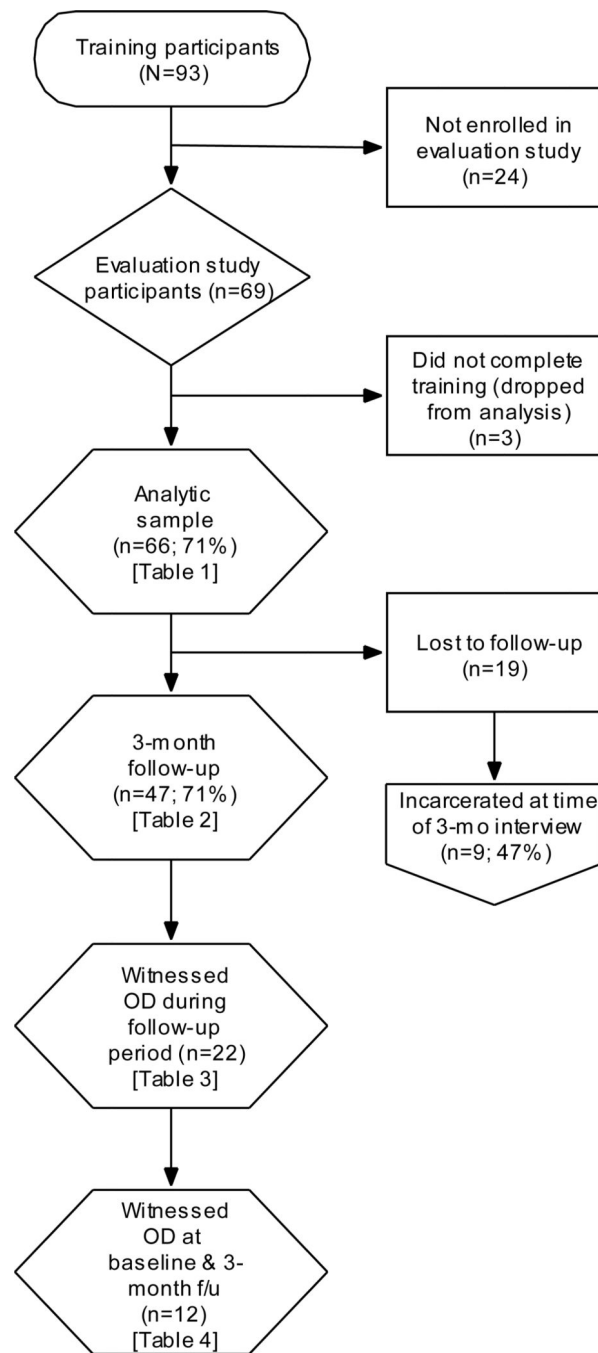 Training participants
(N=93)
Not enrolled in
evaluation study
(n=24)
Evaluation study
participants (n=69)
Did not complete
training (dropped
from analysis)
(n=3)
Analytic
sample
(n=66; 71%)
[Table 1]
Lost to follow-up
(n=19)
3-month
follow-up
(n=47; 71%)
[Table 2]
Incarcerated at time
of 3-mo interview
(n=9; 47%)
Witnessed
OD during
follow-up
period (n=22)
[Table 3]
Witnessed
OD at
baseline & 3-
month f/u
(n=12)
[Table 4]